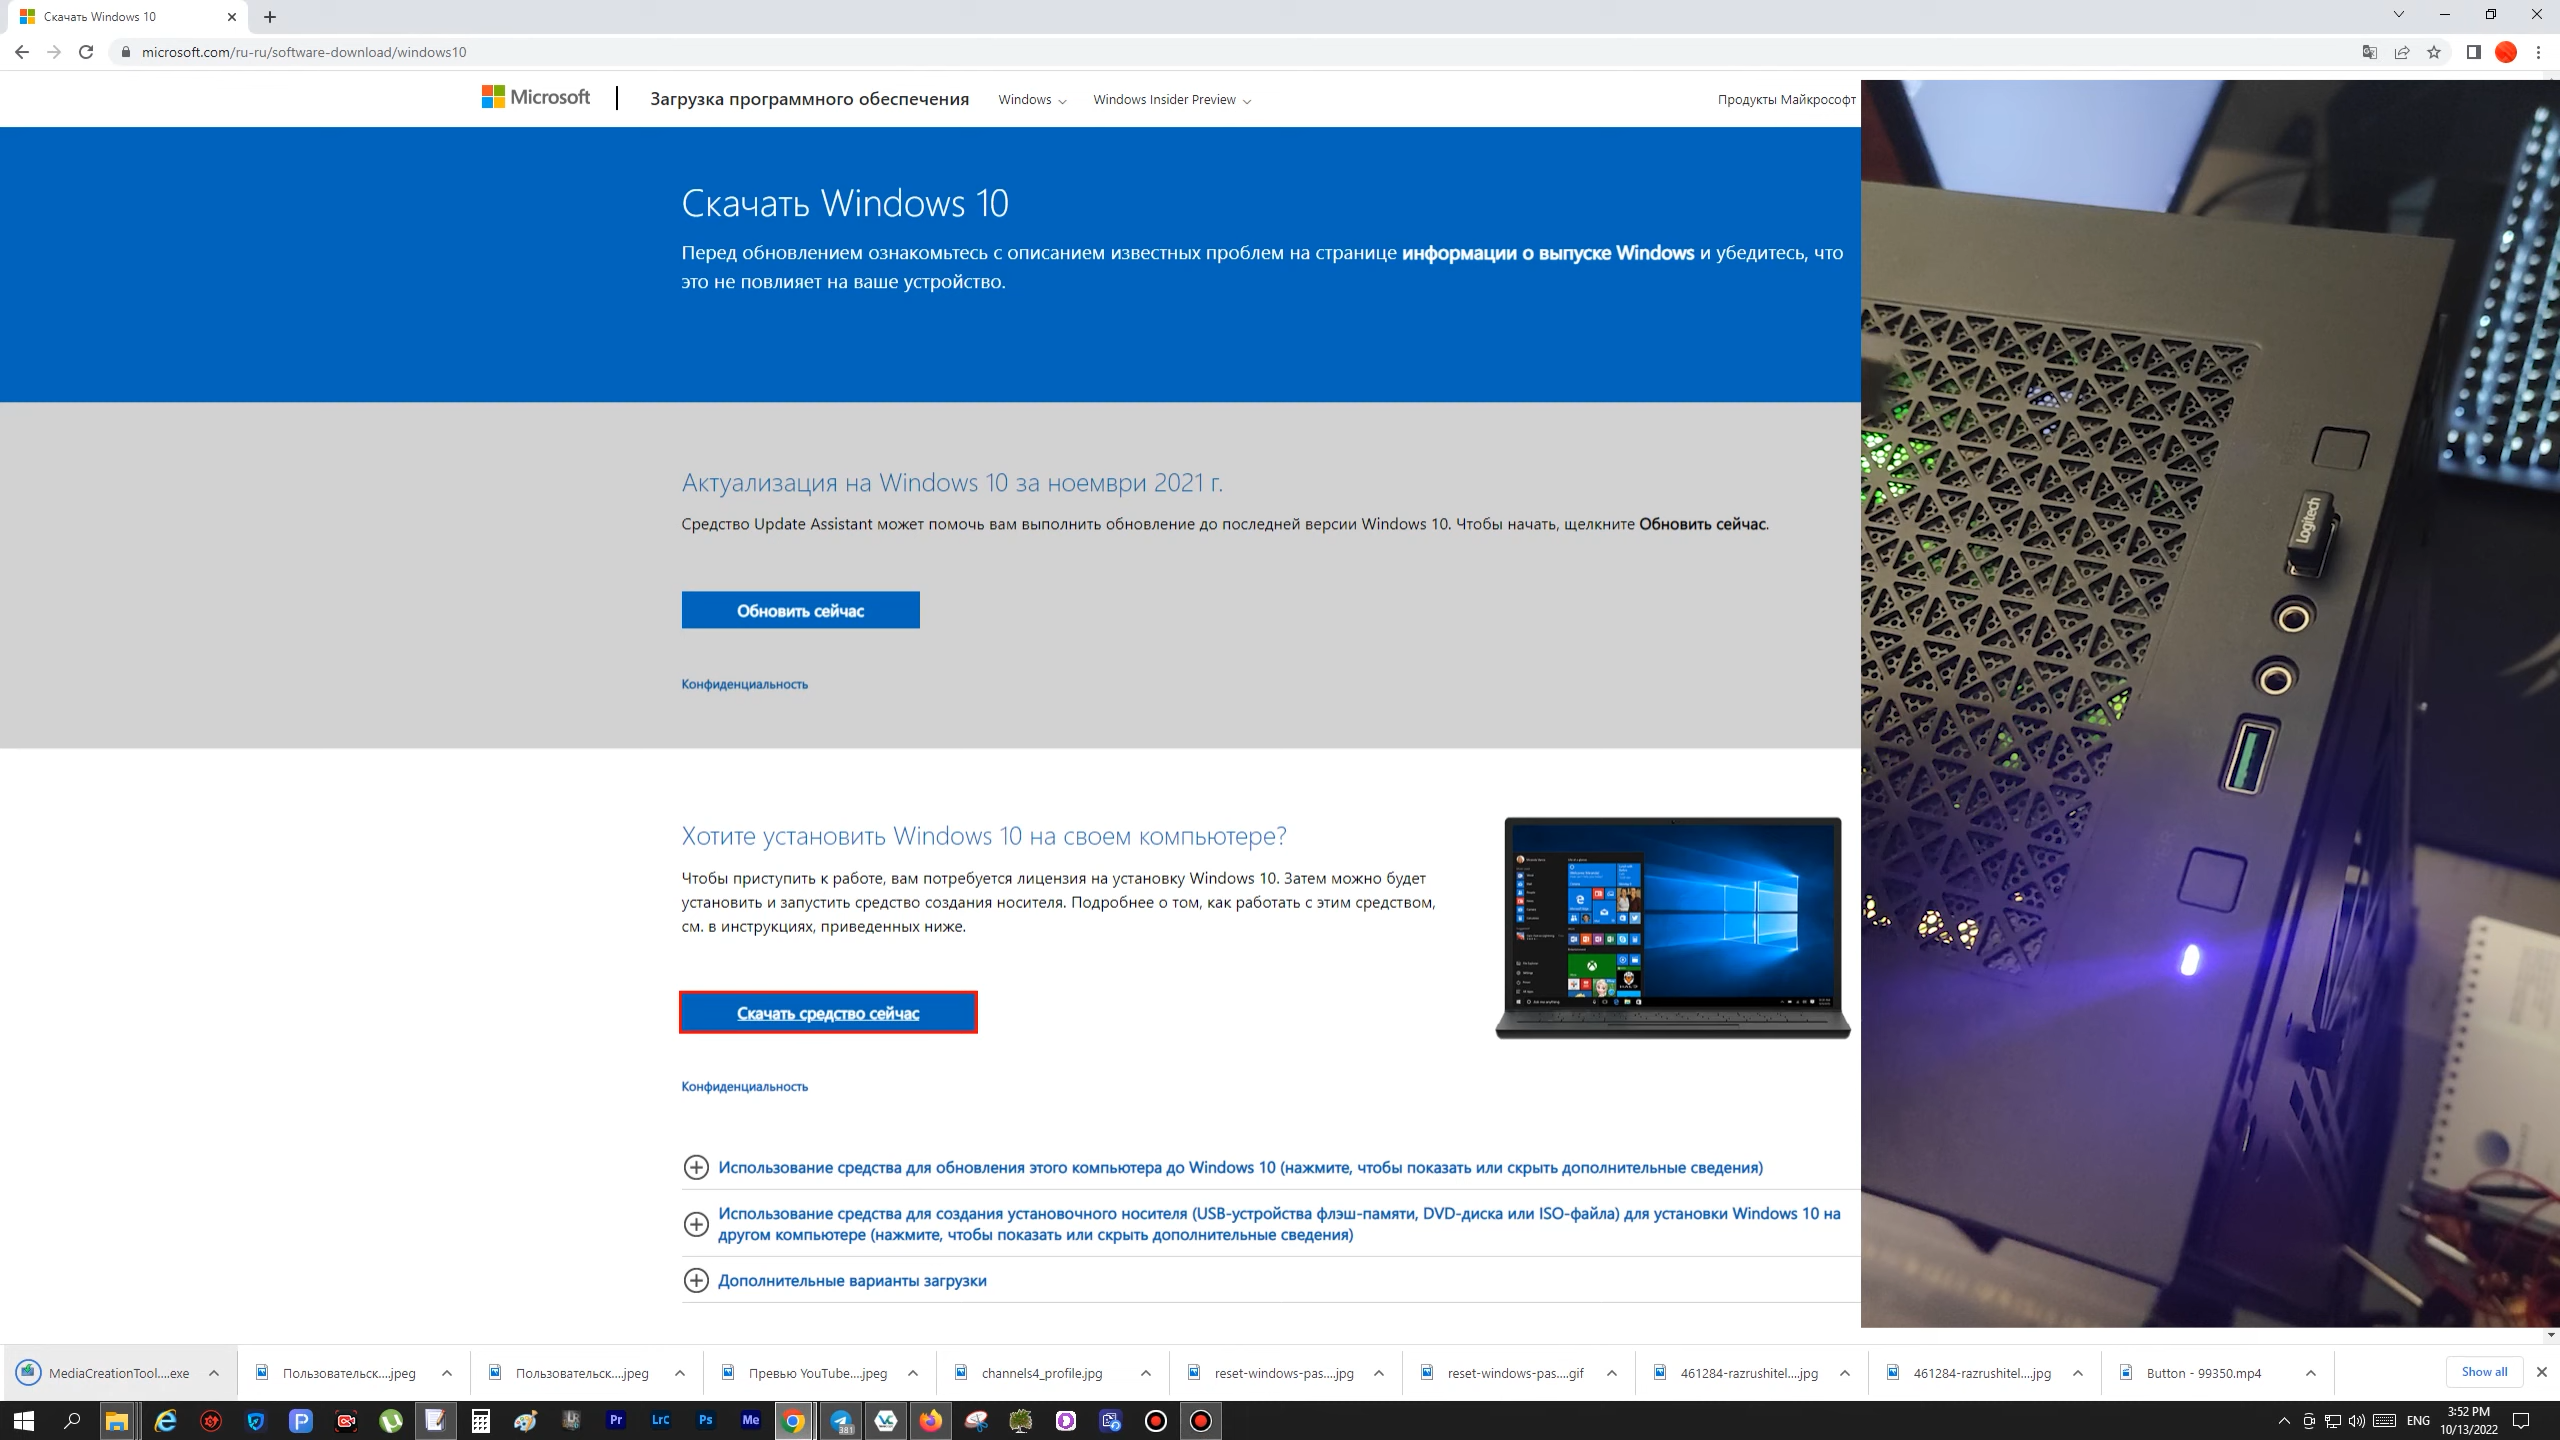 Скачать Windows 10
microsoft.com/ru-ru/software-download/windows10
Microsoft
Загрузка программного обеспечения
Windows
Windows Insider Preview
Продукты Майкрософт
Скачать Windows 10
Перед обновлением ознакомьтесь с описанием известных проблем на странице информации о выпуске Windows и убедитесь, что
это не повлияет на ваше устройство.
Актуализация на Windows 10 за ноември 2021 г.
Средство Update Assistant может помочь вам выполнить обновление до последней версии Windows 10. Чтобы начать, щелкните Обновить сейчас.
Logitech
Обновить сейчас
Конфиденциальность
Хотите установить Windows 10 на своем компьютере?
Чтобы приступить к работе, вам потребуется лицензия на установку Windows 10. Затем можно будет
установить и запустить средство создания носителя. Подробнее о том, как работать с этим средством,
см. в инструкциях, приведенных ниже.
Скачать средство сейчас
Конфиденциальность
Использование средства для обновления этого компьютера до Windows 10 (нажмите, чтобы показать или скрыть дополнительные сведения)
Использование средства для создания установочного носителя (USB-устройства флэш-памяти, DVD-диска или ISO-файла) для установки Windows 10 на
другом компьютере (нажмите, чтобы показать или скрыть дополнительные сведения)
Дополнительные варианты загрузки
MediaCreationTool....exe
Пользовательск....jpeg
Пользовательск....jpeg
Превью YouTube....jpeg
channels4_profile.jpg
reset-windows-pas....jpg
reset-windows-pas....gif
461284-razrushitel....jpg
461284-razrushitel....jpg
Button - 99350.mp4
Show all
Pr
LrC
Ps
Me
381
ENG
3:52 PM
10/13/2022